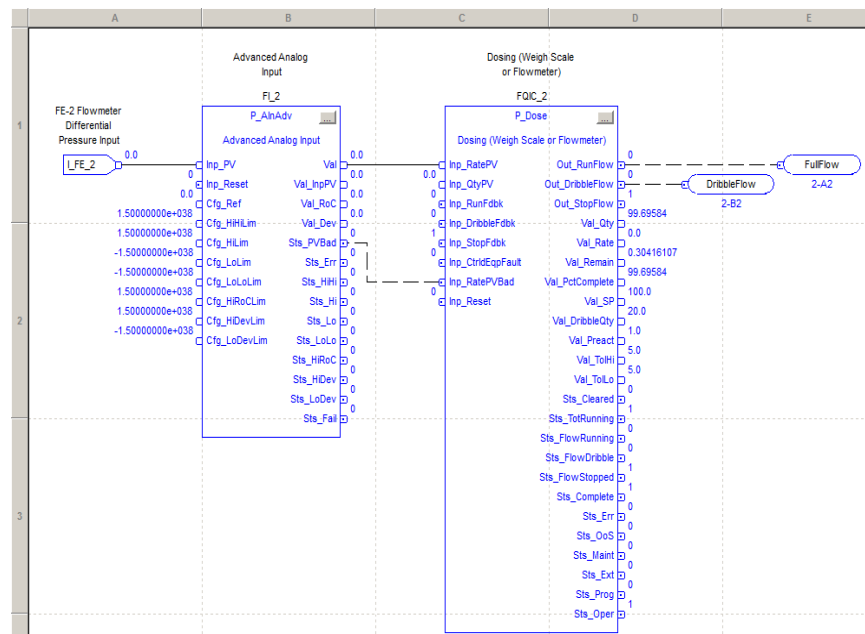 A B C D E
Advanced Analog
Input
Dosing (Weigh Scale
or Flowmeter)
FI_2
FQIC_2
FE-2 Flowmeter
Differential
Pressure Input
1
P_AInAdv ...
P_Dose ...
Advanced Analog Input
Dosing (Weigh Scale or Flowmeter)
I_FE_2 0.0
Inp_PV Val 0.0
Inp_RatePV Out_RunFlow 0
FullFlow
2-A2
0 Inp_Reset Val_InpPV 0.0
0.0 Inp_QtyPV Out_DribbleFlow 0
DribbleFlow
2-B2
0.0 Cfg_Ref Val_RoC 0.0
0 Inp_RunFdbk Out_StopFlow 1
1.50000000e+038 Cfg_HiHiLim Val_Dev 0.0
0 Inp_DribbleFdbk Val_Qty 99.69584
1.50000000e+038 Cfg_HiLim Sts_PVBad 0
1 Inp_StopFdbk Val_Rate 0.0
-1.50000000e+038 Cfg_LoLim Sts_Err 0
0 Inp_CtrldEqpFault Val_Remain 0.30416107
-1.50000000e+038 Cfg_LoLoLim Sts_HiHi 0
Inp_RatePVBad Val_PctComplete 99.69584
2
1.50000000e+038 Cfg_HiRoCLim Sts_Hi 0
0 Inp_Reset Val_SP 100.0
1.50000000e+038 Cfg_HiDevLim Sts_Lo 0
Val_DribbleQty 20.0
-1.50000000e+038 Cfg_LoDevLim Sts_LoLo 0
Val_Preact 1.0
Sts_HiRoC 0
Val_TolHi 5.0
Sts_HiDev 0
Val_TolLo 5.0
Sts_LoDev 0
Sts_Cleared 0
Sts_Fail 0
Sts_TotRunning 1
Sts_FlowRunning 0
Sts_FlowDribble 0
Sts_FlowStopped 1
Sts_Complete 1
3
Sts_Err 0
Sts_OoS 0
Sts_Maint 0
Sts_Ext 0
Sts_Prog 0
Sts_Oper 1